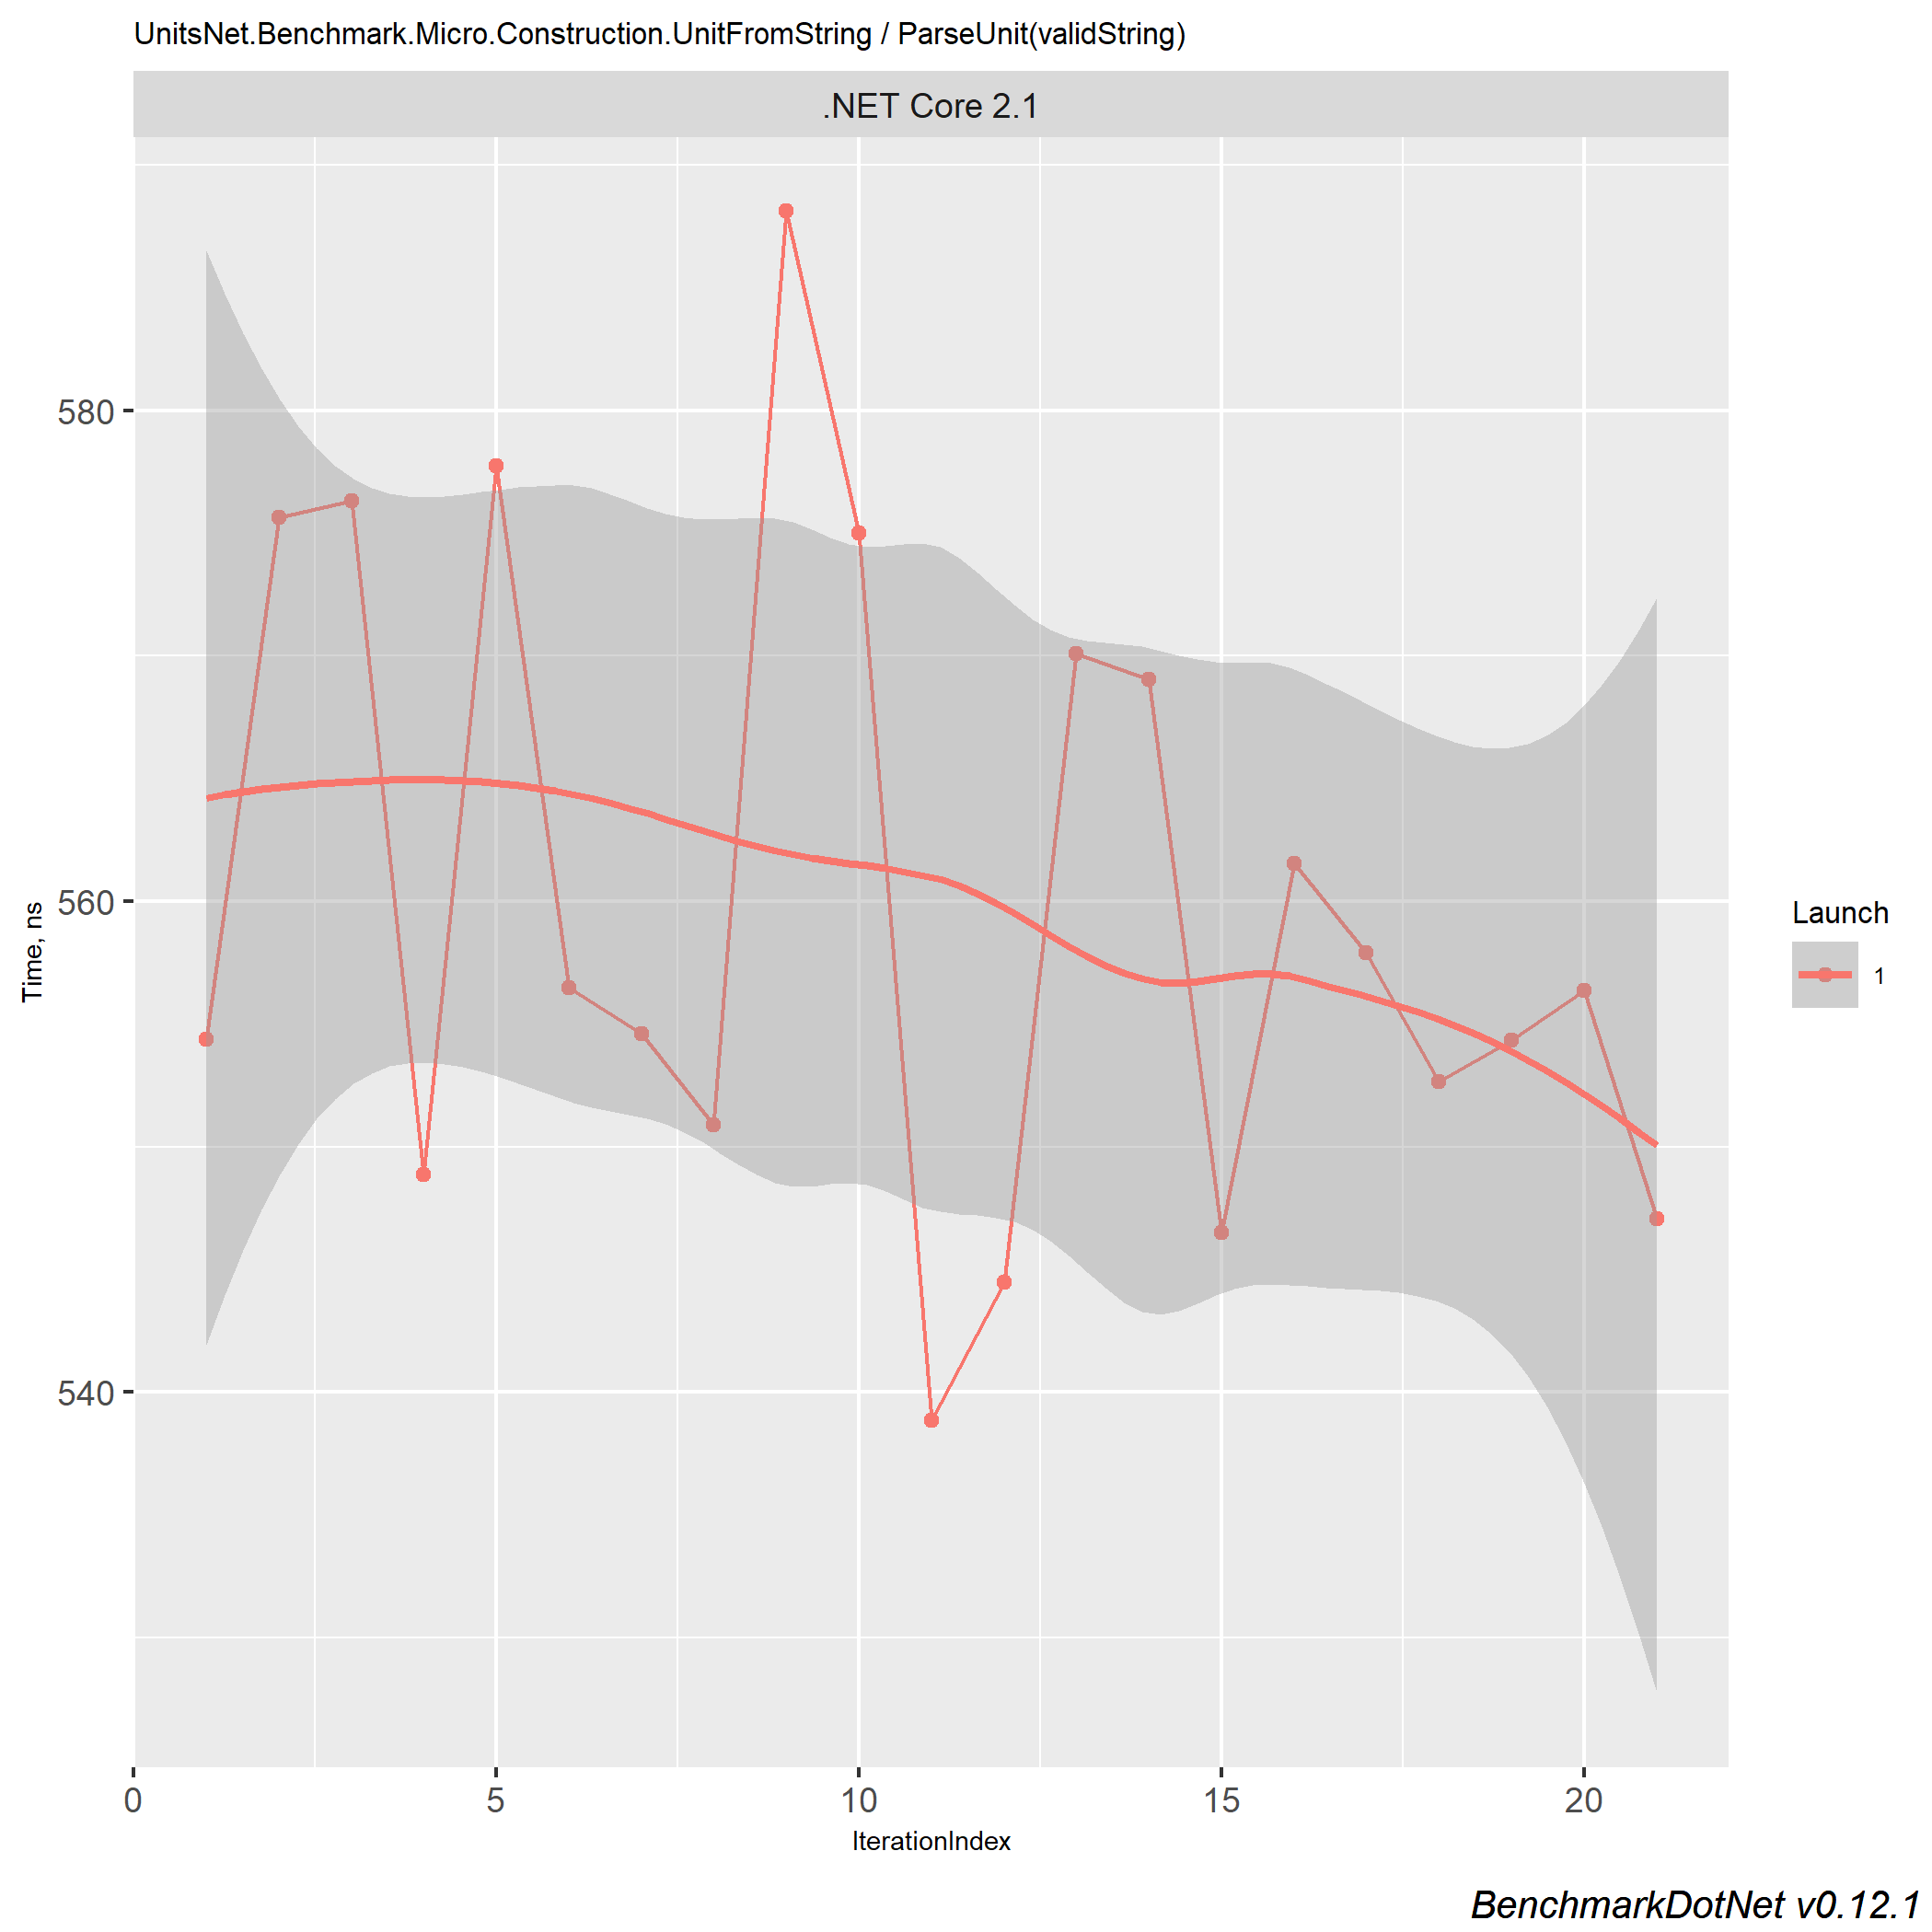 UnitsNet.Benchmark.Micro.Construction.UnitFromString / ParseUnit(validString)
.NET Core 2.1
580
560
540
Time, ns
0 5 10 15 20
IterationIndex
Launch
1
BenchmarkDotNet v0.12.1